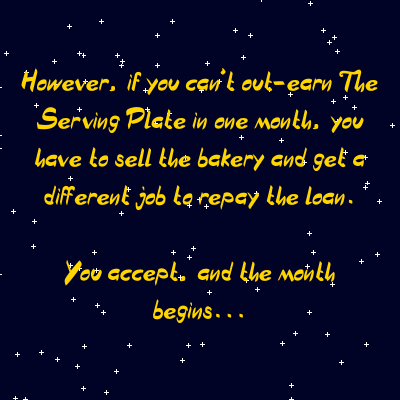 However, if you can't out-earn The
Serving Plate in one month, you
have to sell the bakery and get a
different job to repay the loan.
You accept, and the month
begins...